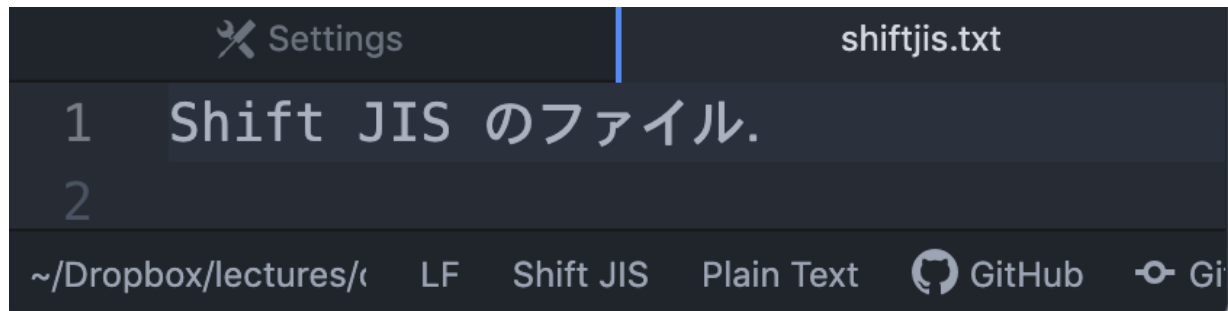 Settings
shiftjis.txt
1 Shift JIS のファイル.
2
~/Dropbox/lectures/ LF Shift JIS Plain Text GitHub Gi